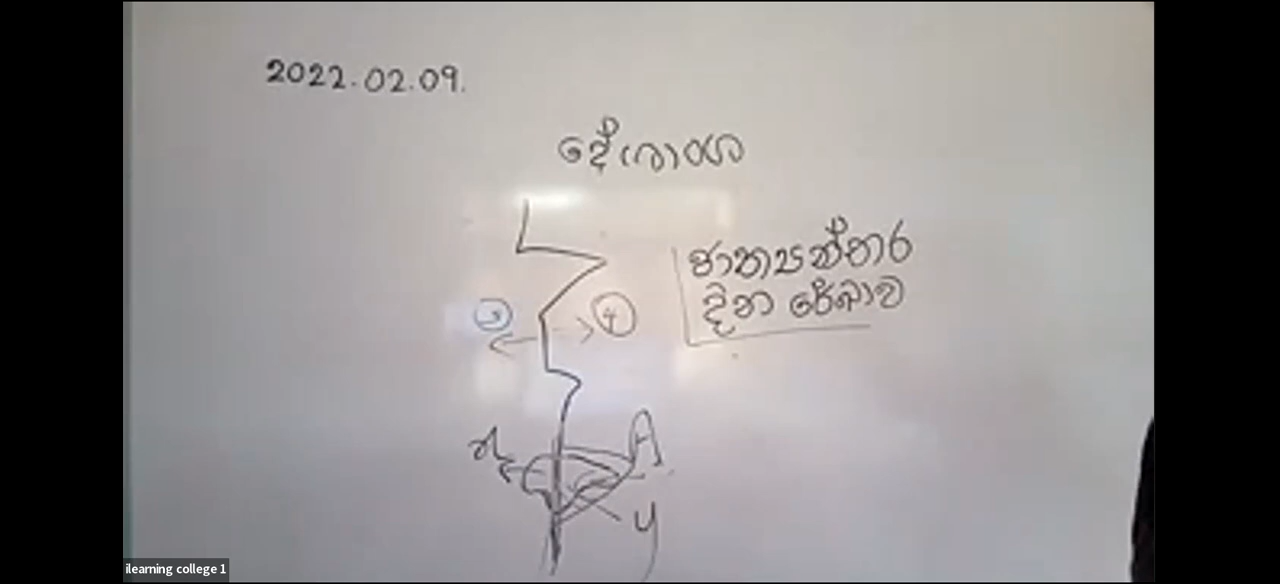 2022.02.09.
දේශාංශ
ජාත්‍යන්තර
දින රේඛාව
A
y
ilearning college 1